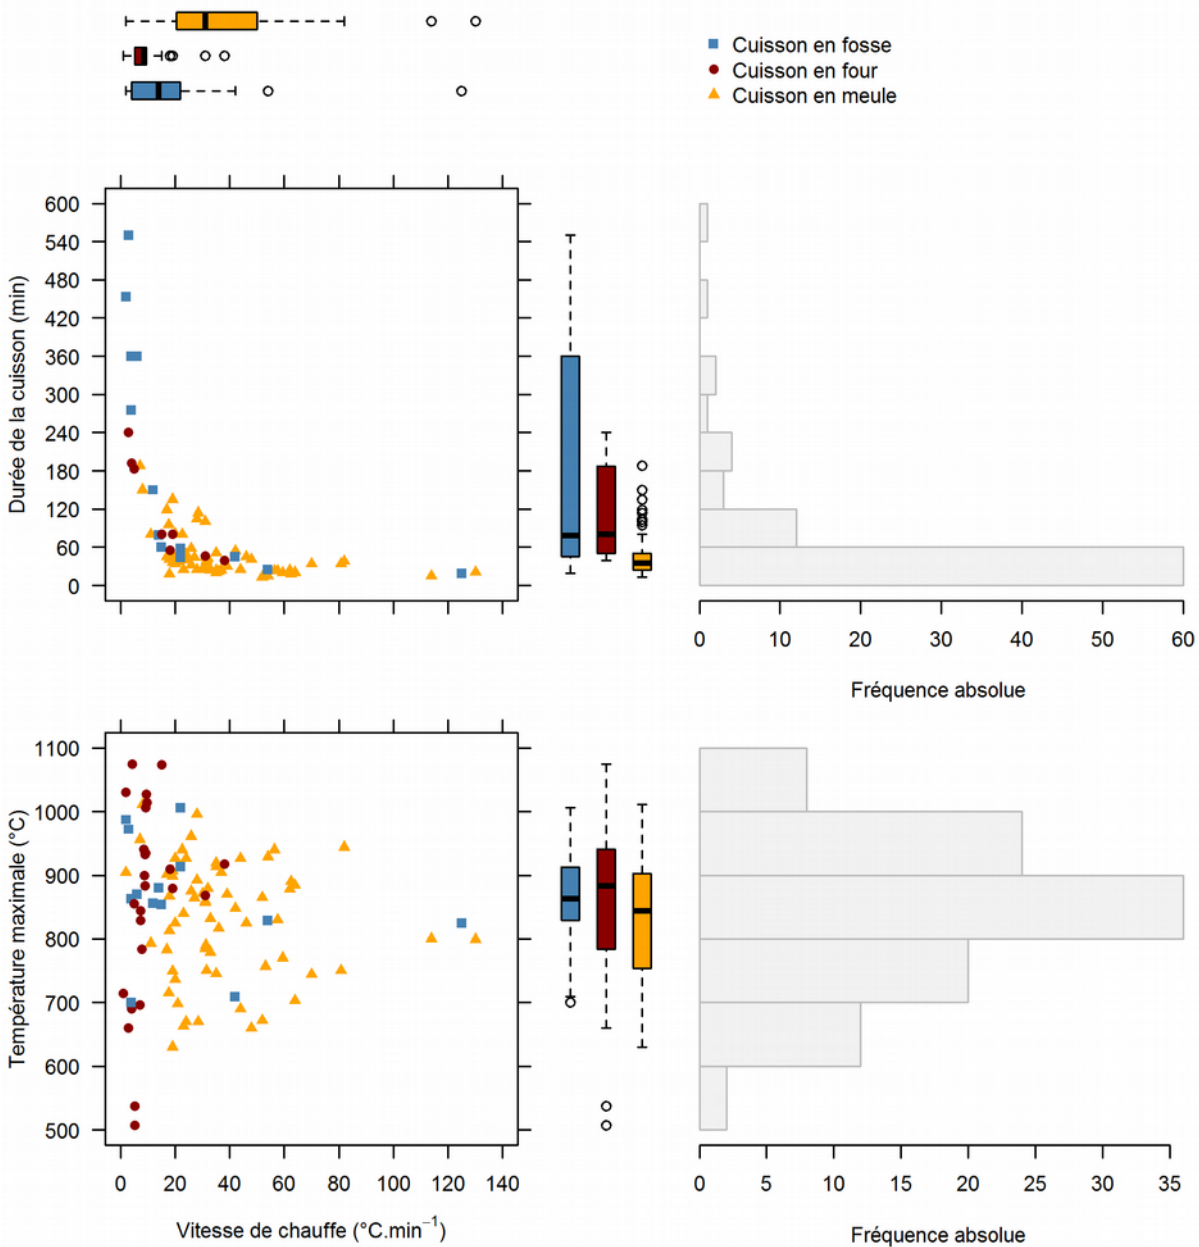 Cuisson en fosse
Cuisson en four
Cuisson en meule
Durée de la cuisson (min)
600
540
480
420
360
300
240
180
120
60
0
0 10 20 30 40 50 60
Fréquence absolue
Température maximale (°C)
1100
1000
900
800
700
600
500
0 20 40 60 80 100 120 140
Vitesse de chauffe (°C.min⁻¹)
0 5 10 15 20 25 30 35
Fréquence absolue